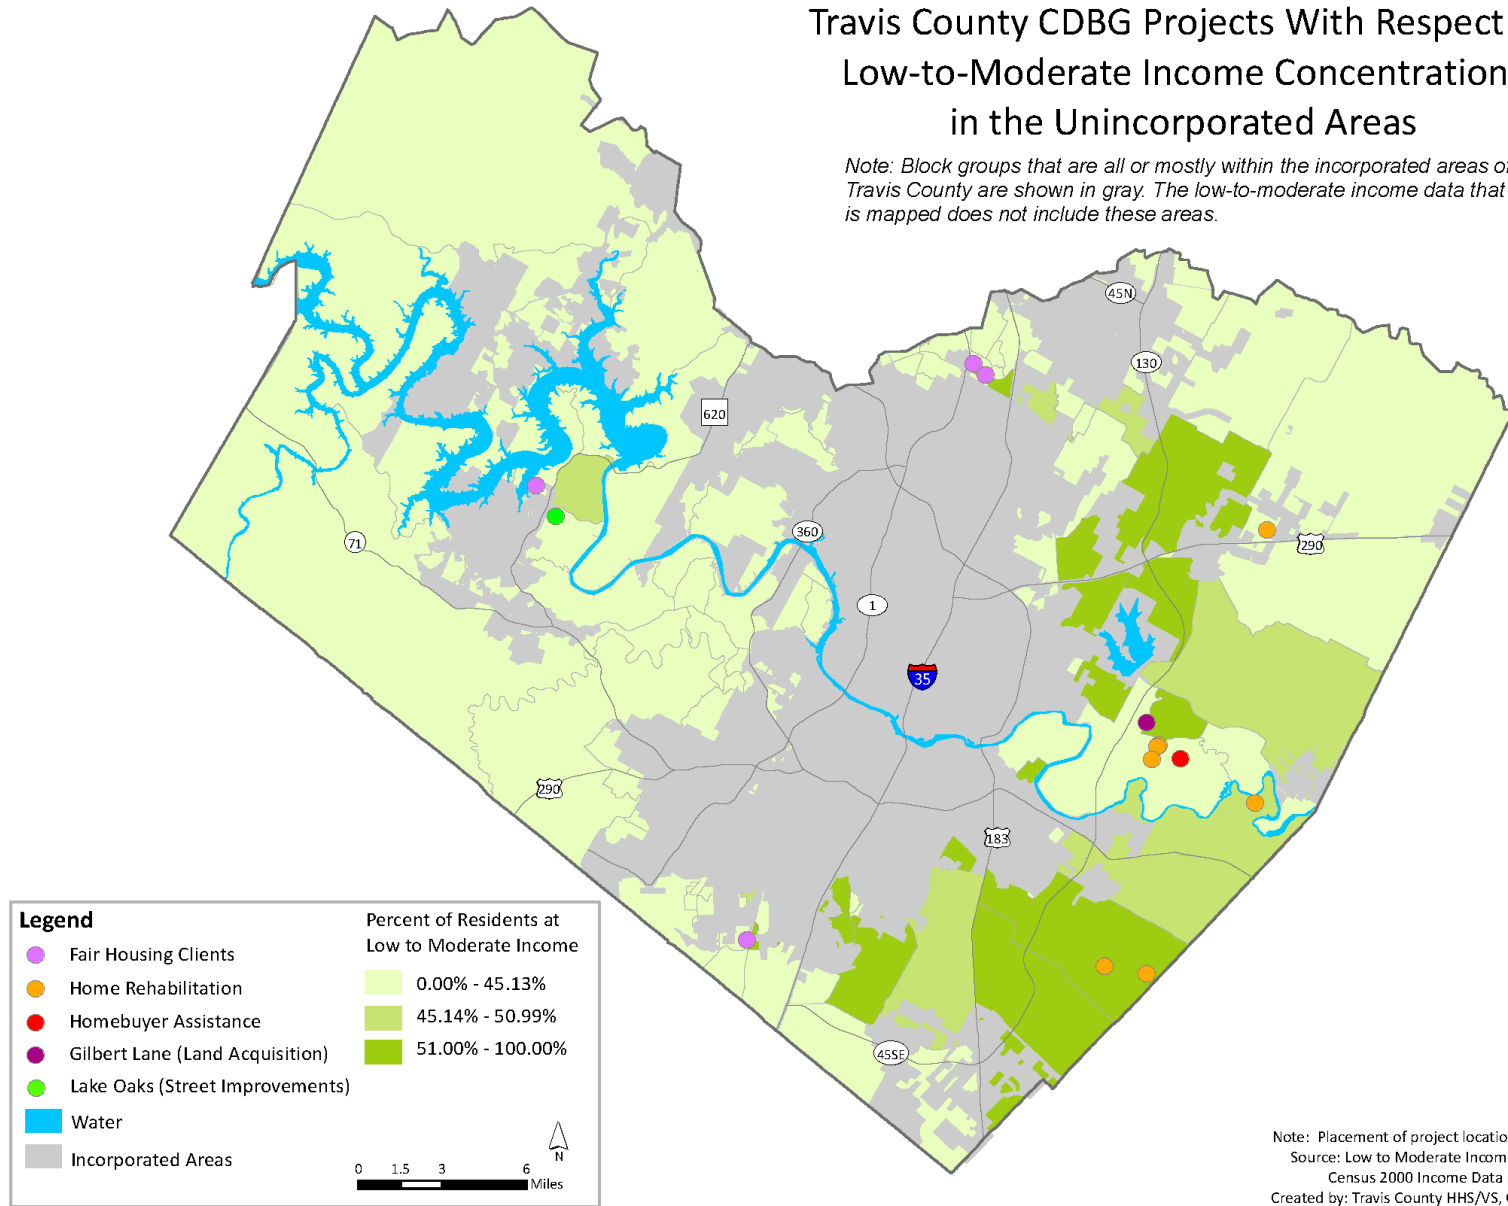 Travis County CDBG Projects With Respect
Low-to-Moderate Income Concentration
in the Unincorporated Areas
Note: Block groups that are all or mostly within the incorporated areas of
Travis County are shown in gray. The low-to-moderate income data that
is mapped does not include these areas.
45N
130
620
290
360
71
1
35
290
183
45SE
Legend
Fair Housing Clients
Home Rehabilitation
Homebuyer Assistance
Gilbert Lane (Land Acquisition)
Lake Oaks (Street Improvements)
Water
Incorporated Areas
Percent of Residents at
Low to Moderate Income
0.00% - 45.13%
45.14% - 50.99%
51.00% - 100.00%
N
0 1.5 3 6
Miles
Note: Placement of project locatio
Source: Low to Moderate Incom
Census 2000 Income Data
Created by: Travis County HHS/VS,